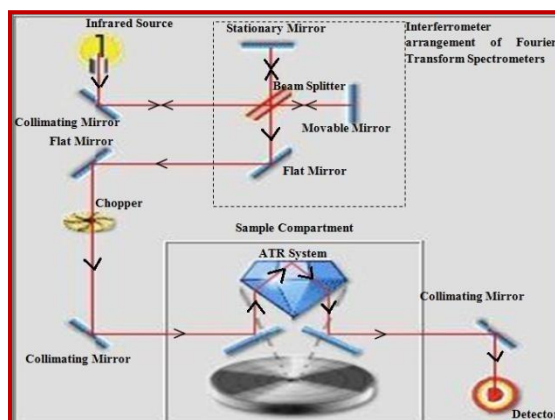 Infrared Source
Stationary Mirror
Interferrometer
arrangement of Fourier
Transform Spectrometers
Beam Splitter
Collimating Mirror
Movable Mirror
Flat Mirror
Flat Mirror
Chopper
Sample Compartment
ATR System
Collimating Mirror
Collimating Mirror
Detector